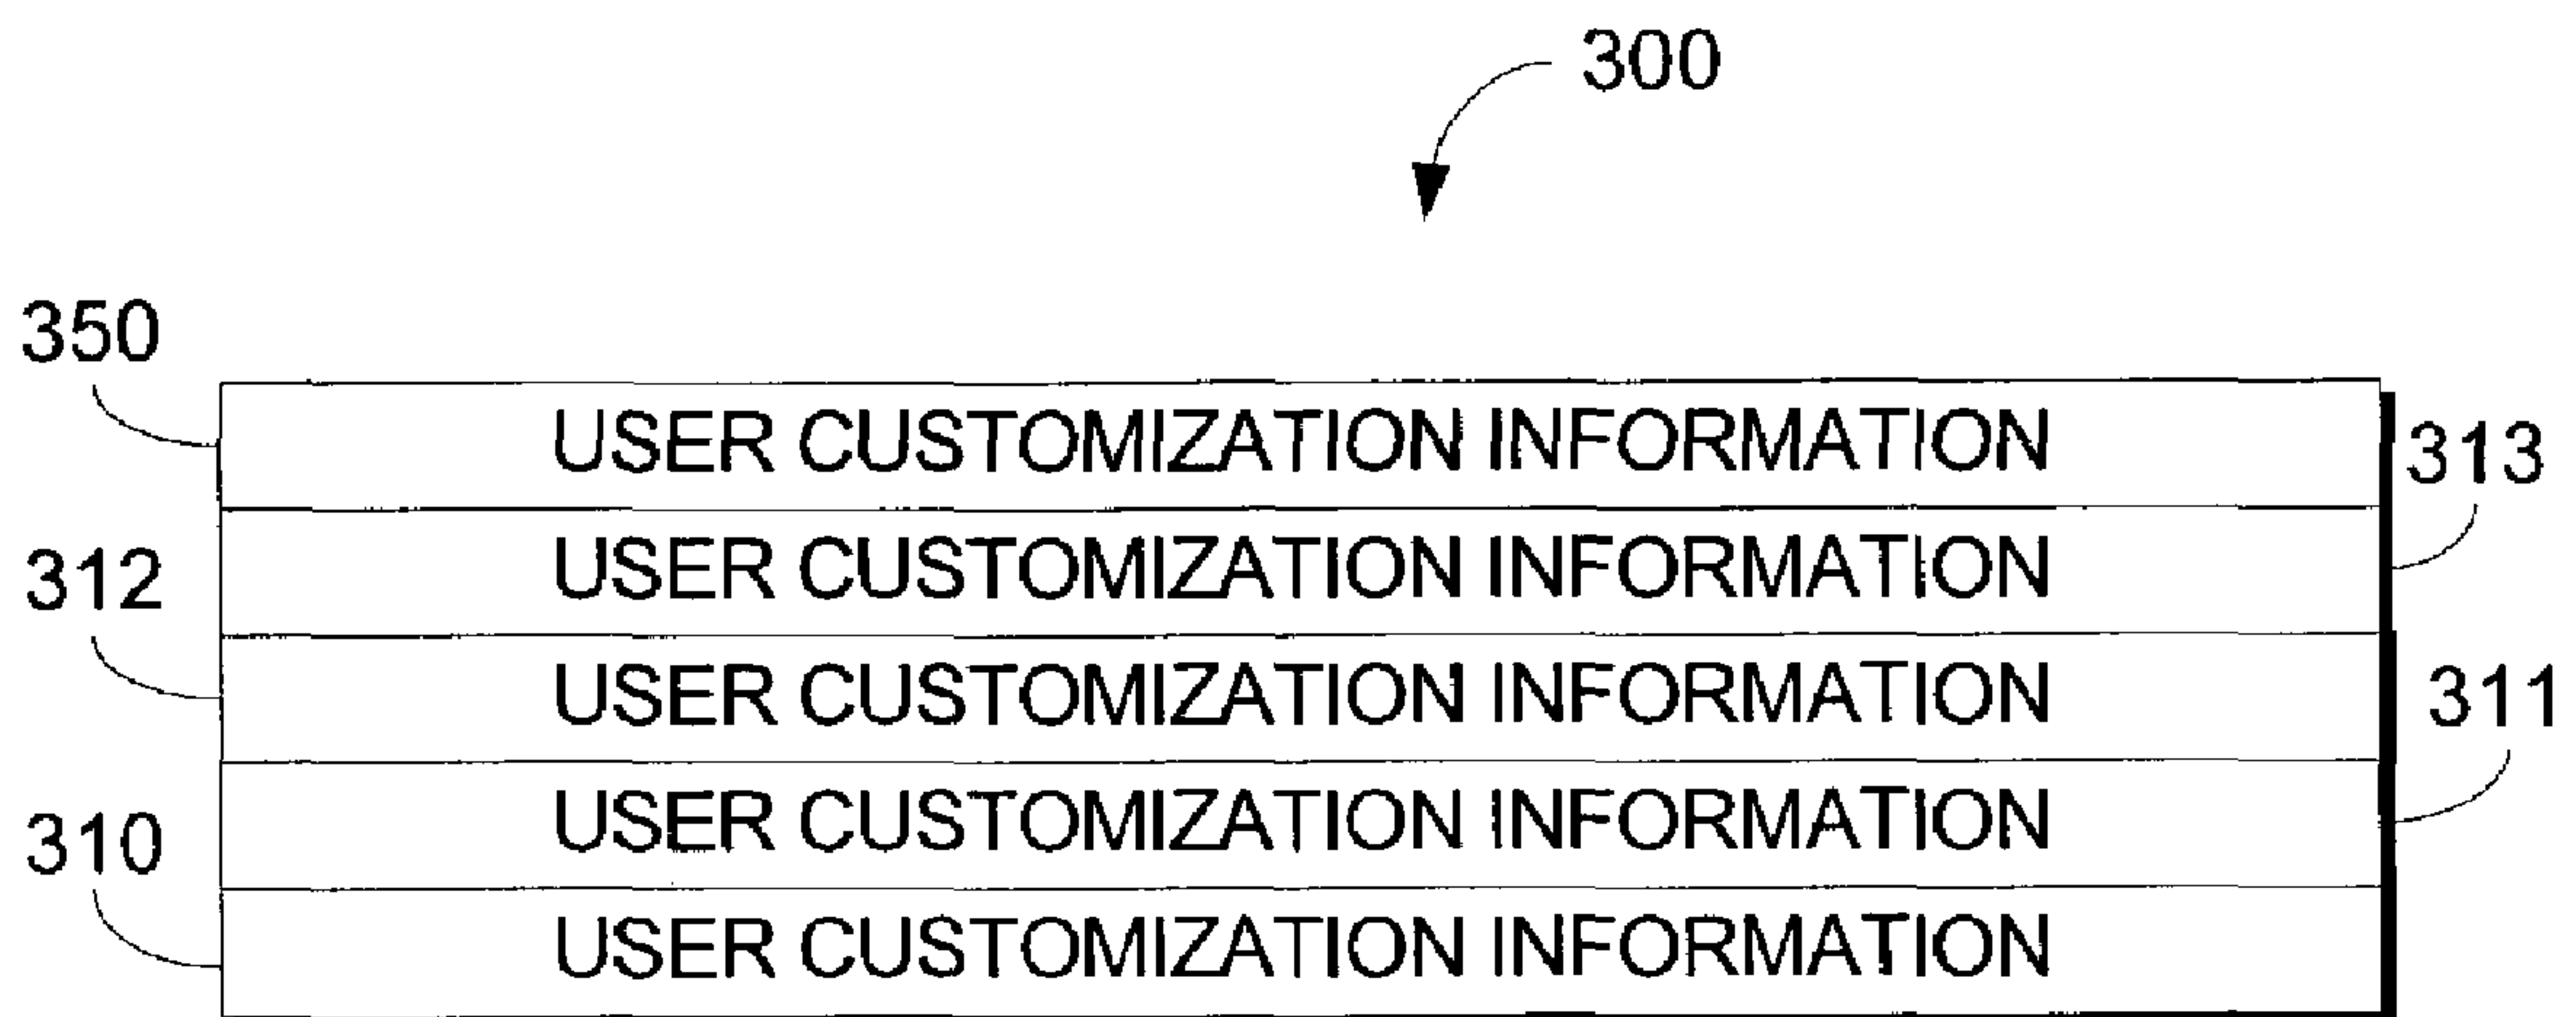 300
350
USER CUSTOMIZATION INFORMATION
313
USER CUSTOMIZATION INFORMATION
312
USER CUSTOMIZATION INFORMATION
311
USER CUSTOMIZATION INFORMATION
310
USER CUSTOMIZATION INFORMATION